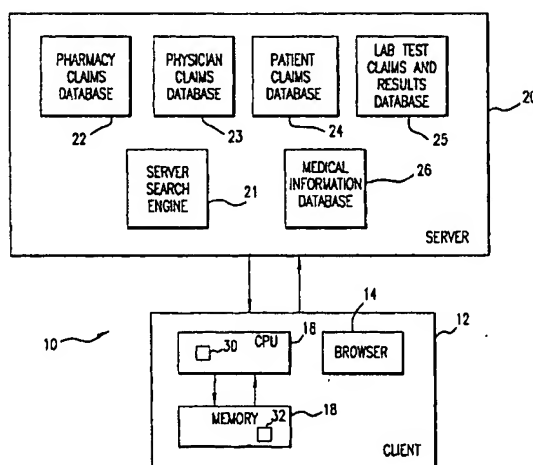 PHARMACY
CLAIMS
DATABASE
PHYSICIAN
CLAIMS
DATABASE
PATIENT
CLAIMS
DATABASE
LAB TEST
CLAIMS AND
RESULTS
DATABASE
20
22
23
24
25
SERVER
SEARCH
ENGINE
21
MEDICAL
INFORMATION
DATABASE
26
SERVER
10
14
12
30
CPU
18
BROWSER
MEMORY
32
18
CLIENT